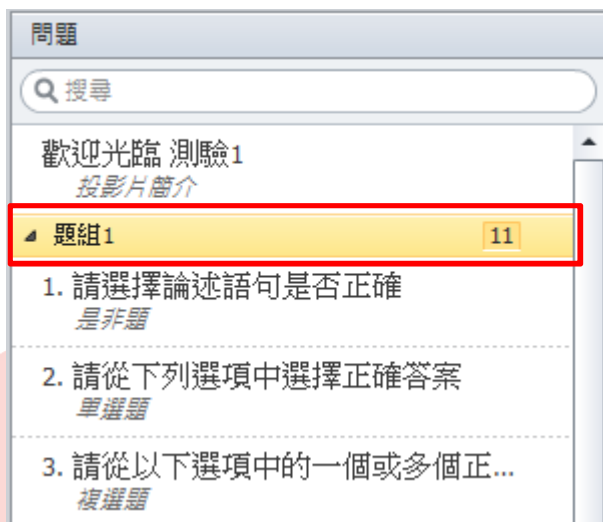 問題
搜尋
歡迎光臨 測驗1
投影片簡介
題組1 11
1. 請選擇論述語句是否正確
是非題
2. 請從下列選項中選擇正確答案
單選題
3. 請從以下選項中的一個或多個正...
複選題